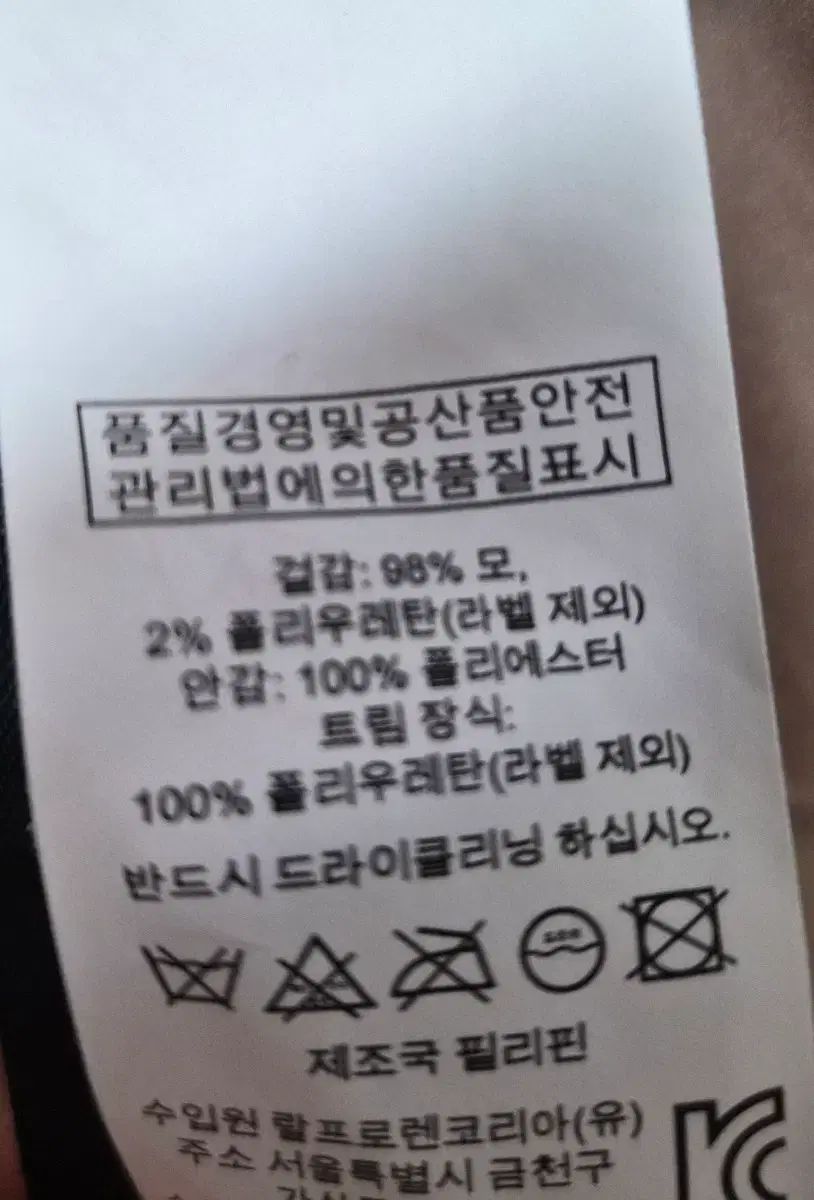 품질경영및공산품안전
관리법에의한품질표시
겉감: 98% 모,
2% 폴리우레탄(라벨 제외)
안감: 100% 폴리에스터
트림 장식:
100% 폴리우레탄(라벨 제외)
반드시 드라이클리닝 하십시오.
제조국 필리핀
수입원 랄프로렌코리아(유)
주소 서울특별시 금천구